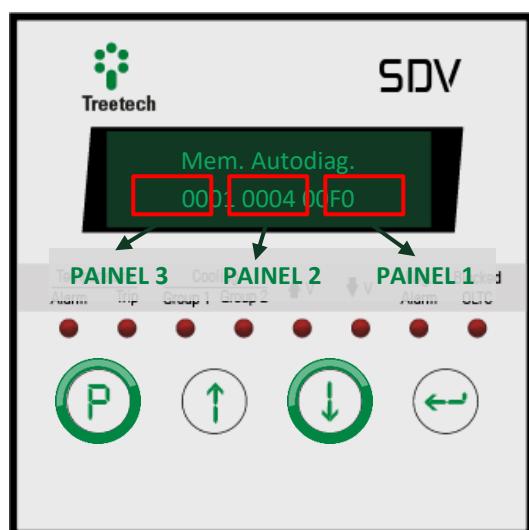 Treetech
SDV
Mem. Autodiag.
0001 0004 00F0
PAINEL 3 PAINEL 2 PAINEL 1
V V
Alarm Trip Group 1 Group 2 Alarm OLTC
P